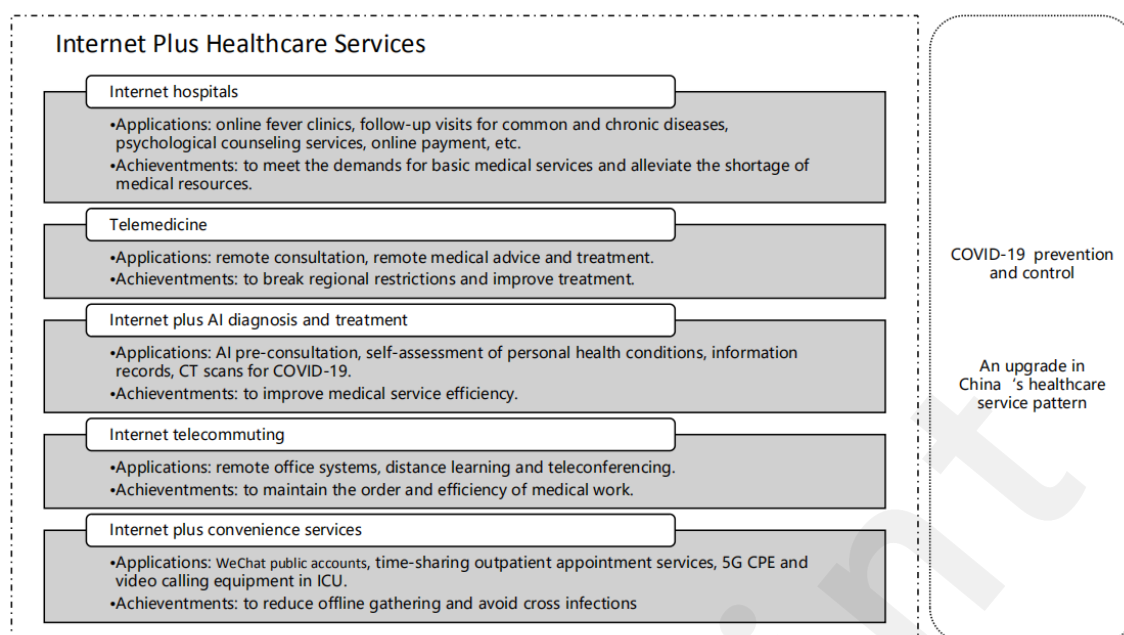 Internet Plus Healthcare Services
Internet hospitals
•Applications: online fever clinics, follow-up visits for common and chronic diseases,
psychological counseling services, online payment, etc.
•Achieventments: to meet the demands for basic medical services and alleviate the shortage of
medical resources.
Telemedicine
•Applications: remote consultation, remote medical advice and treatment.
•Achieventments: to break regional restrictions and improve treatment.
Internet plus AI diagnosis and treatment
•Applications: AI pre-consultation, self-assessment of personal health conditions, information
records, CT scans for COVID-19.
•Achieventments: to improve medical service efficiency.
Internet telecommuting
•Applications: remote office systems, distance learning and teleconferencing.
•Achieventments: to maintain the order and efficiency of medical work.
Internet plus convenience services
•Applications: WeChat public accounts, time-sharing outpatient appointment services, 5G CPE and
video calling equipment in ICU.
•Achieventments: to reduce offline gathering and avoid cross infections
COVID-19 prevention
and control
An upgrade in
China ‘s healthcare
service pattern